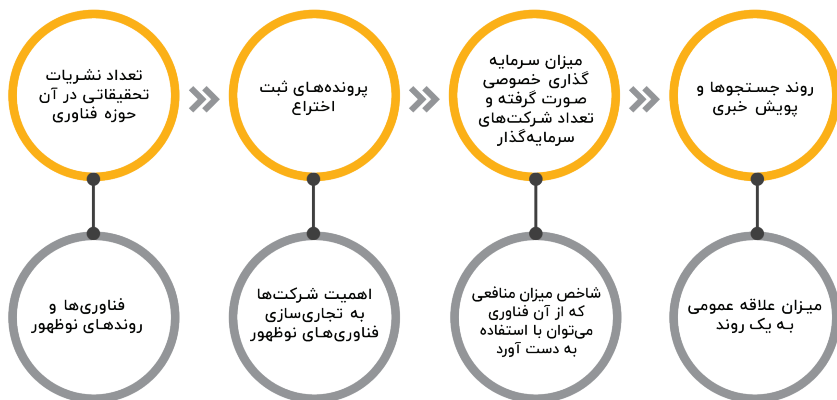 تعداد نشریات
تحقیقاتی در آن
حوزه فناوری
پرونده‌های ثبت
اختراع
میزان سرمایه
گذاری خصوصی
صورت گرفته و
تعداد شرکت‌های
سرمایه‌گذار
روند جستجوها و
پویش خبری
فناوری‌ها و
روندهای نوظهور
اهمیت شرکت‌ها
به تجاری‌سازی
فناوری‌های نوظهور
شاخص میزان منافعی
که از آن فناوری
می‌توان با استفاده
به دست آورد
میزان علاقه عمومی
به یک روند